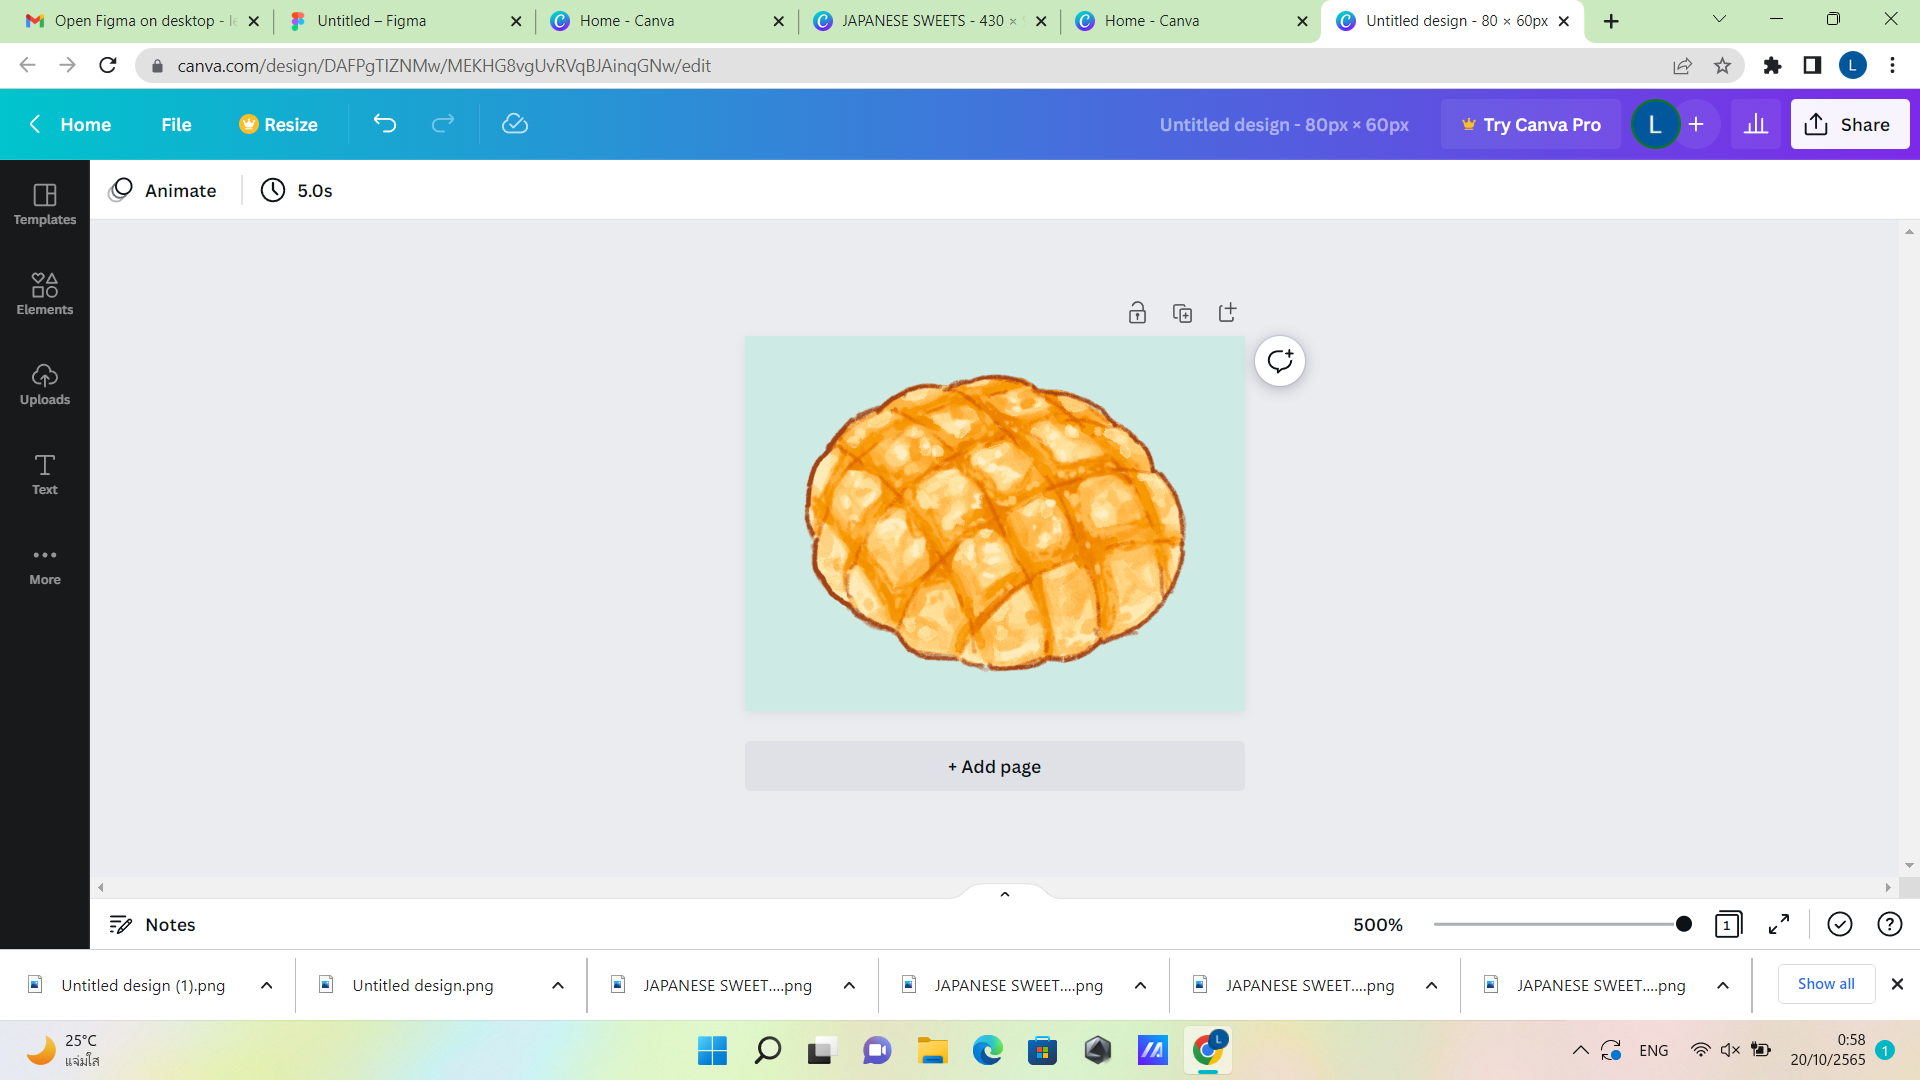 Open Figma on desktop - le
Untitled – Figma
Home - Canva
JAPANESE SWEETS - 430 ×
Home - Canva
Untitled design - 80 × 60px
canva.com/design/DAFPgTIZNMw/MEKHG8vgUvRVqBJAinqGNw/edit
L
Home
File
Resize
Untitled design - 80px × 60px
Try Canva Pro
L
+
Share
Templates
Elements
Uploads
Text
More
Animate
5.0s
+ Add page
Notes
500%
1
?
Untitled design (1).png
Untitled design.png
JAPANESE SWEET....png
JAPANESE SWEET....png
JAPANESE SWEET....png
JAPANESE SWEET....png
Show all
25°C
แจ่มใส
L
ENG
0:58
20/10/2565
1